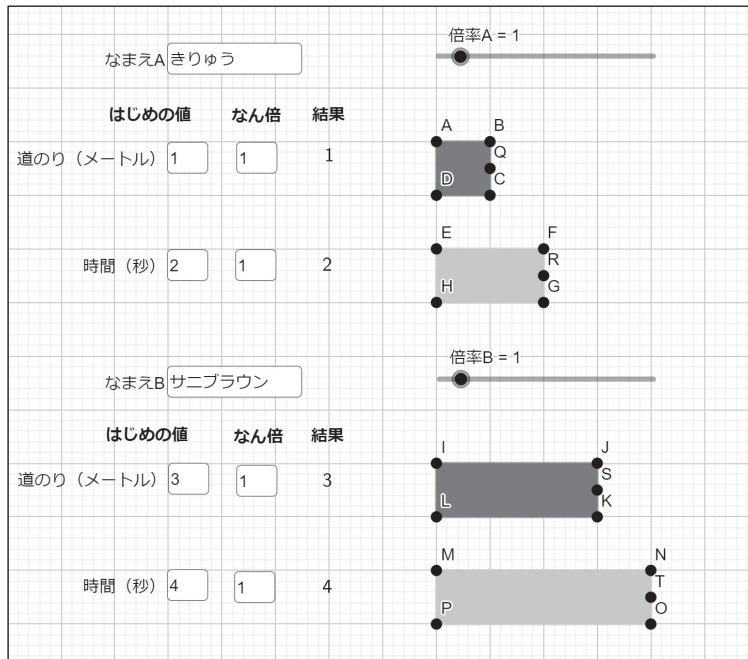 倍率A = 1
なまえA きりゅう
はじめの値 なん倍 結果
道のり（メートル） 1 1 1
A B
Q
D C
E F
時間（秒） 2 1 2
R
H G
倍率B = 1
なまえB サニブラウン
はじめの値 なん倍 結果
I J
道のり（メートル） 3 1 3
S
L K
M N
時間（秒） 4 1 4
T
P O